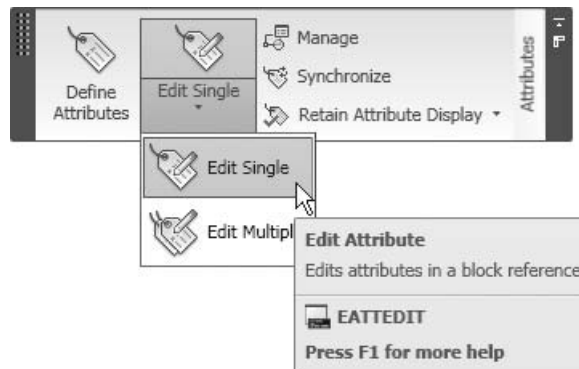 Define
Attributes
Edit Single
Manage
Synchronize
Retain Attribute Display
Attributes
Edit Single
Edit Multipl
Edit Attribute
Edits attributes in a block reference
EATTEDIT
Press F1 for more help